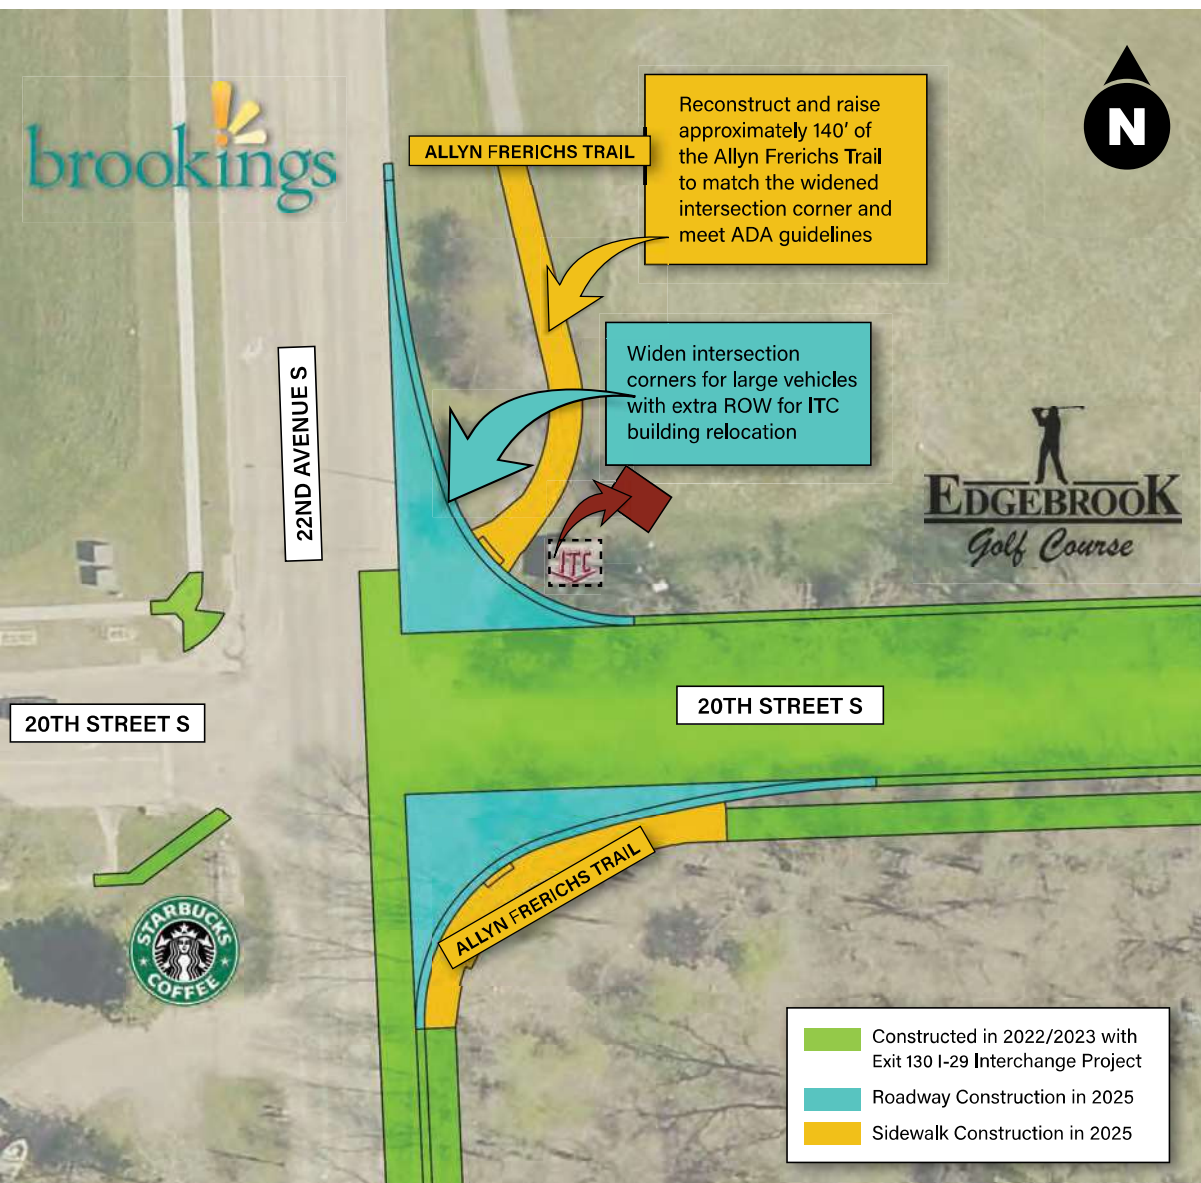 brookings
N
ALLYN FRERICHS TRAIL
Reconstruct and raise
approximately 140' of
the Allyn Frerichs Trail
to match the widened
intersection corner and
meet ADA guidelines
Widen intersection
corners for large vehicles
with extra ROW for ITC
building relocation
22ND AVENUE S
EDGEBROOK
Golf Course
ITC
20TH STREET S
20TH STREET S
ALLYN FRERICHS TRAIL
STARBUCKS
COFFEE
Constructed in 2022/2023 with
Exit 130 I-29 Interchange Project
Roadway Construction in 2025
Sidewalk Construction in 2025